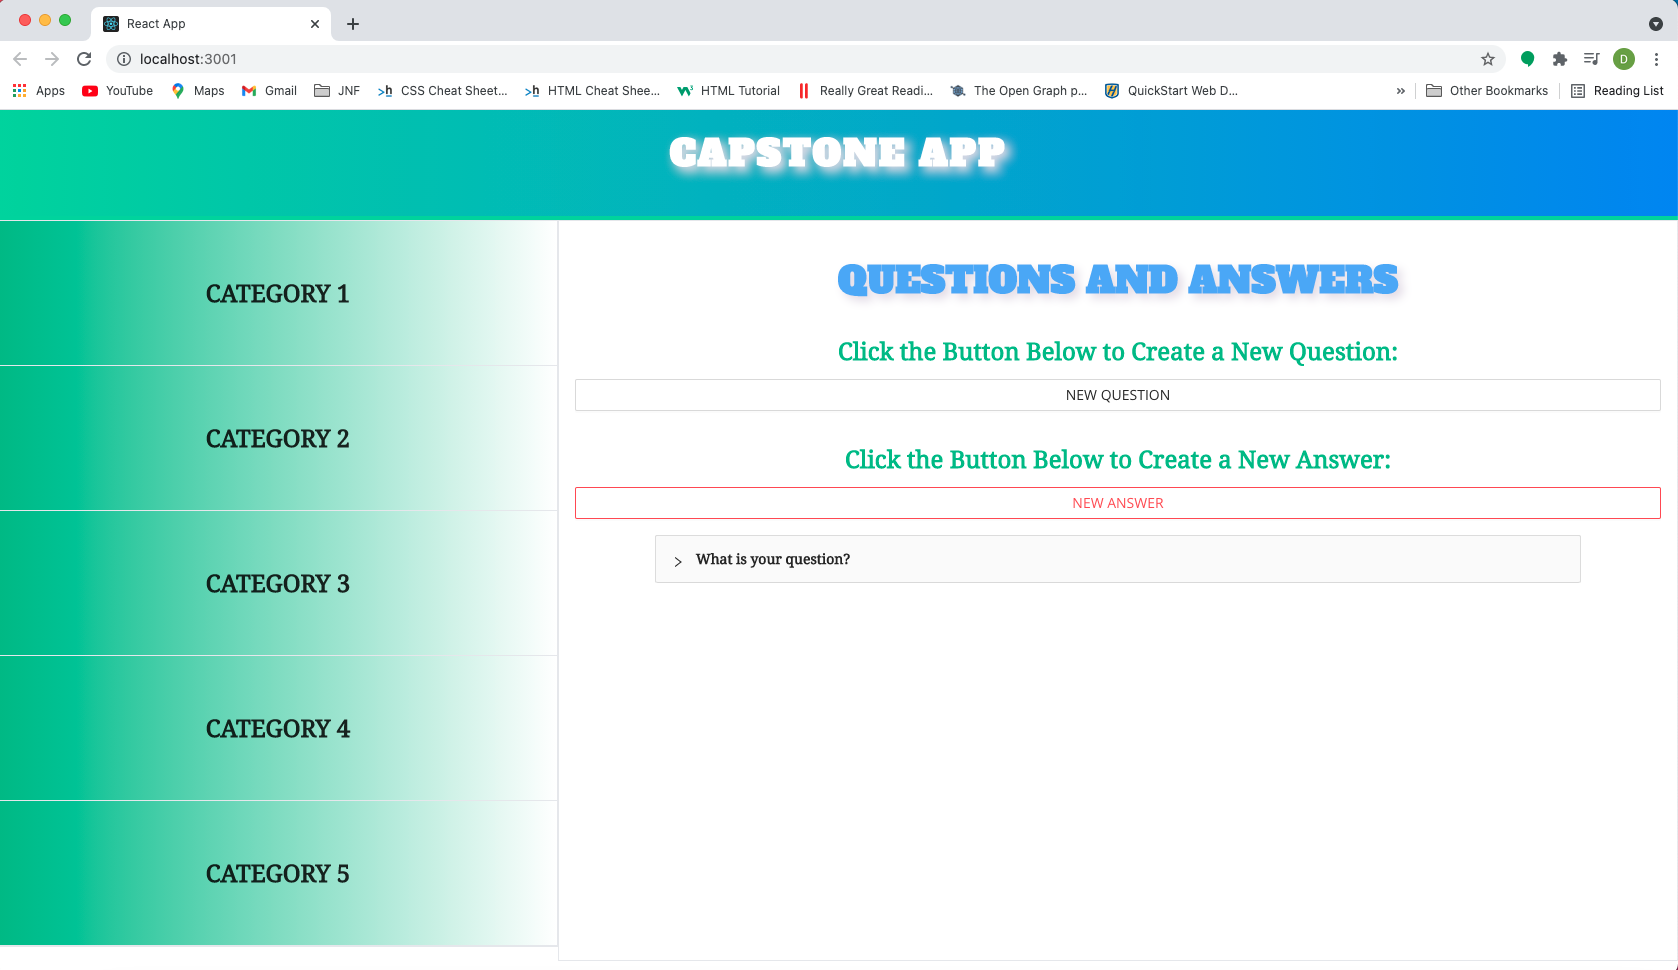 React App
localhost:3001
D
Apps YouTube Maps Gmail JNF CSS Cheat Sheet... HTML Cheat Shee... HTML Tutorial Really Great Readi... The Open Graph p... QuickStart Web D... » Other Bookmarks Reading List
CAPSTONE APP
CATEGORY 1
CATEGORY 2
CATEGORY 3
CATEGORY 4
CATEGORY 5
QUESTIONS AND ANSWERS
Click the Button Below to Create a New Question:
NEW QUESTION
Click the Button Below to Create a New Answer:
NEW ANSWER
What is your question?